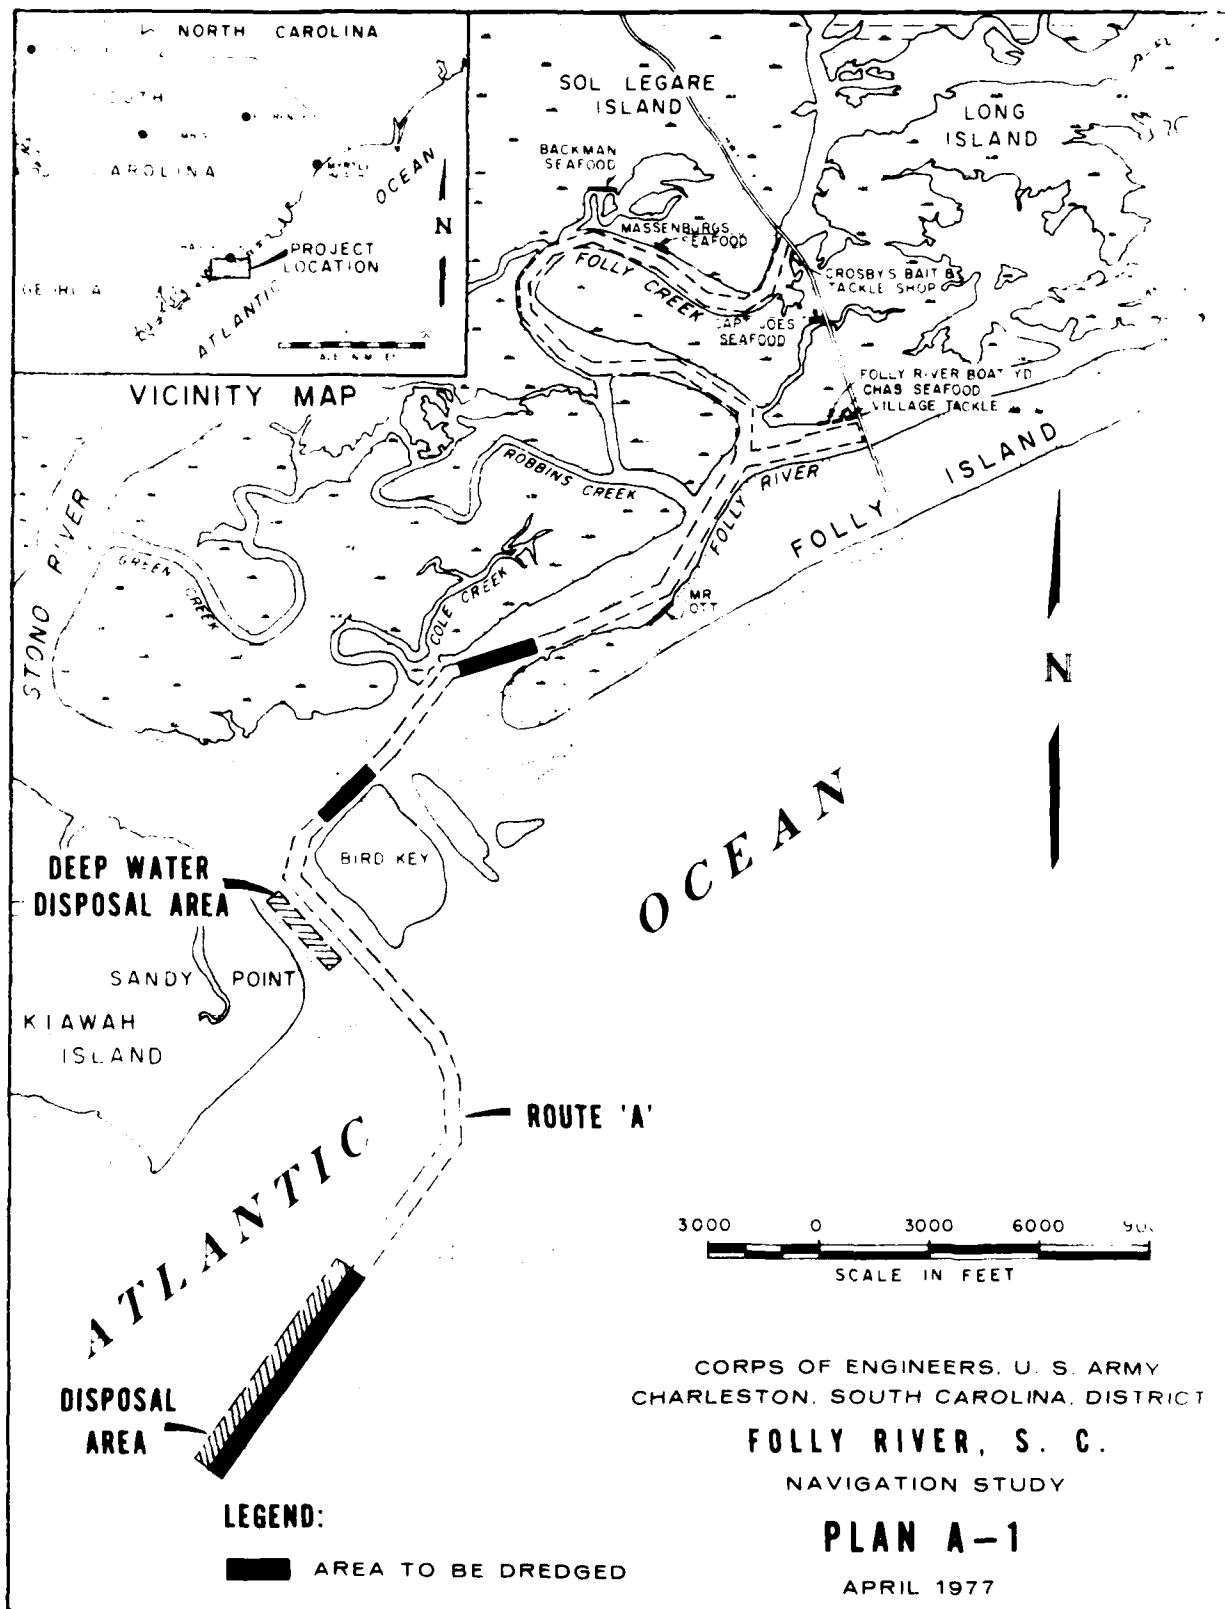 NORTH CAROLINA
CAROLINA
OCEAN
N
PROJECT
LOCATION
ATLANTIC
VICINITY MAP
SOL LEGARE
ISLAND
LONG
ISLAND
BACKMAN
SEAFOOD
MASSENBURGS
SEAFOOD
FOLLY
CREEK
CROSBY'S BAIT &
TACKLE SHOP
CAPT JOES
SEAFOOD
FOLLY RIVER BOAT YD
CHAS SEAFOOD
VILLAGE TACKLE
ROBBINS CREEK
FOLLY RIVER
FOLLY ISLAND
STONO RIVER
GREEN
CREEK
COLE CREEK
MR
OTT
N
BIRD KEY
DEEP WATER
DISPOSAL AREA
SANDY POINT
KIAWAH
ISLAND
ROUTE 'A'
ATLANTIC OCEAN
3000 0 3000 6000
SCALE IN FEET
DISPOSAL
AREA
CORPS OF ENGINEERS, U. S. ARMY
CHARLESTON, SOUTH CAROLINA, DISTRICT
FOLLY RIVER, S. C.
NAVIGATION STUDY
PLAN A-1
APRIL 1977
LEGEND:
AREA TO BE DREDGED